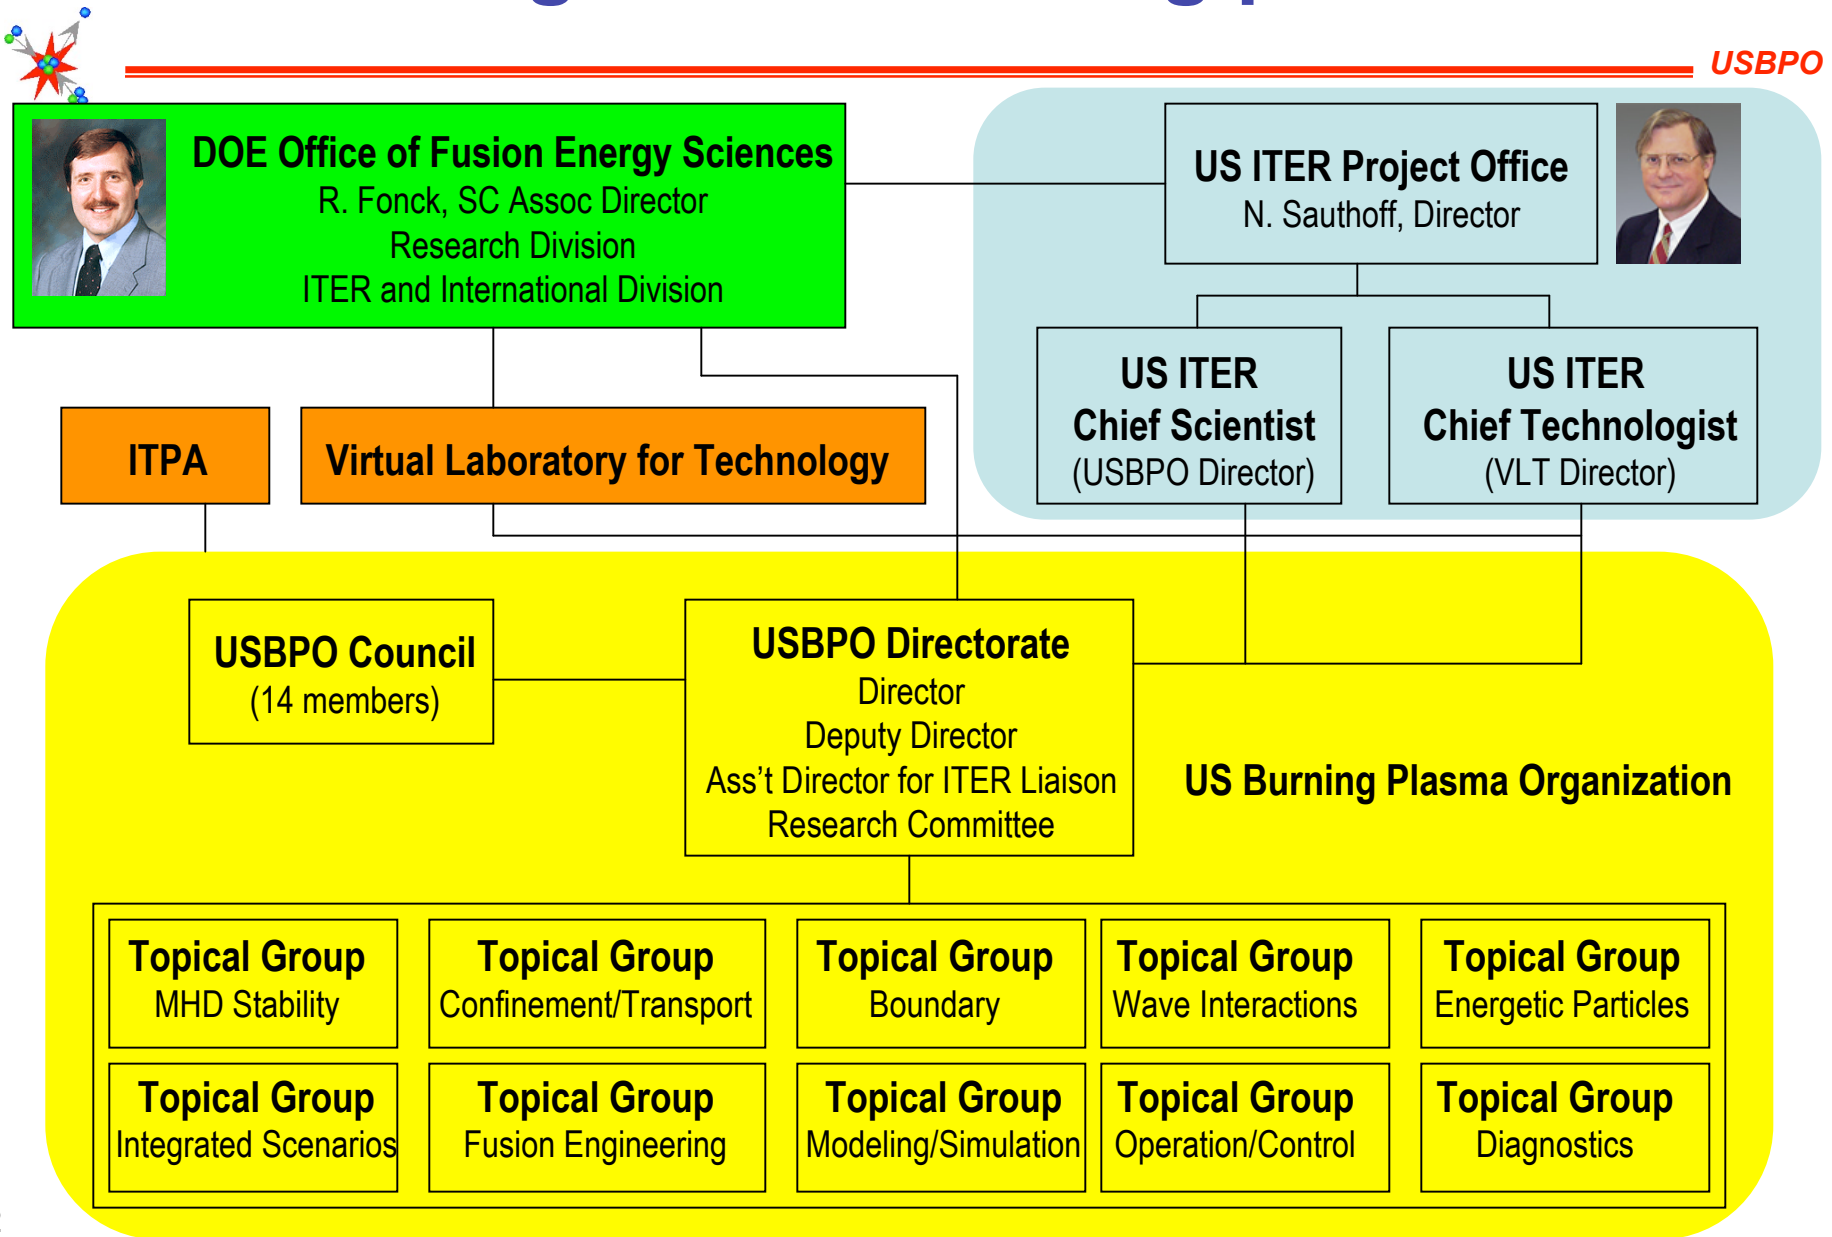 USBPO
DOE Office of Fusion Energy Sciences
R. Fonck, SC Assoc Director
Research Division
ITER and International Division
US ITER Project Office
N. Sauthoff, Director
US ITER
Chief Scientist
(USBPO Director)
US ITER
Chief Technologist
(VLT Director)
ITPA
Virtual Laboratory for Technology
USBPO Council
(14 members)
USBPO Directorate
Director
Deputy Director
Ass't Director for ITER Liaison
Research Committee
US Burning Plasma Organization
Topical Group
MHD Stability
Topical Group
Confinement/Transport
Topical Group
Boundary
Topical Group
Wave Interactions
Topical Group
Energetic Particles
Topical Group
Integrated Scenarios
Topical Group
Fusion Engineering
Topical Group
Modeling/Simulation
Topical Group
Operation/Control
Topical Group
Diagnostics